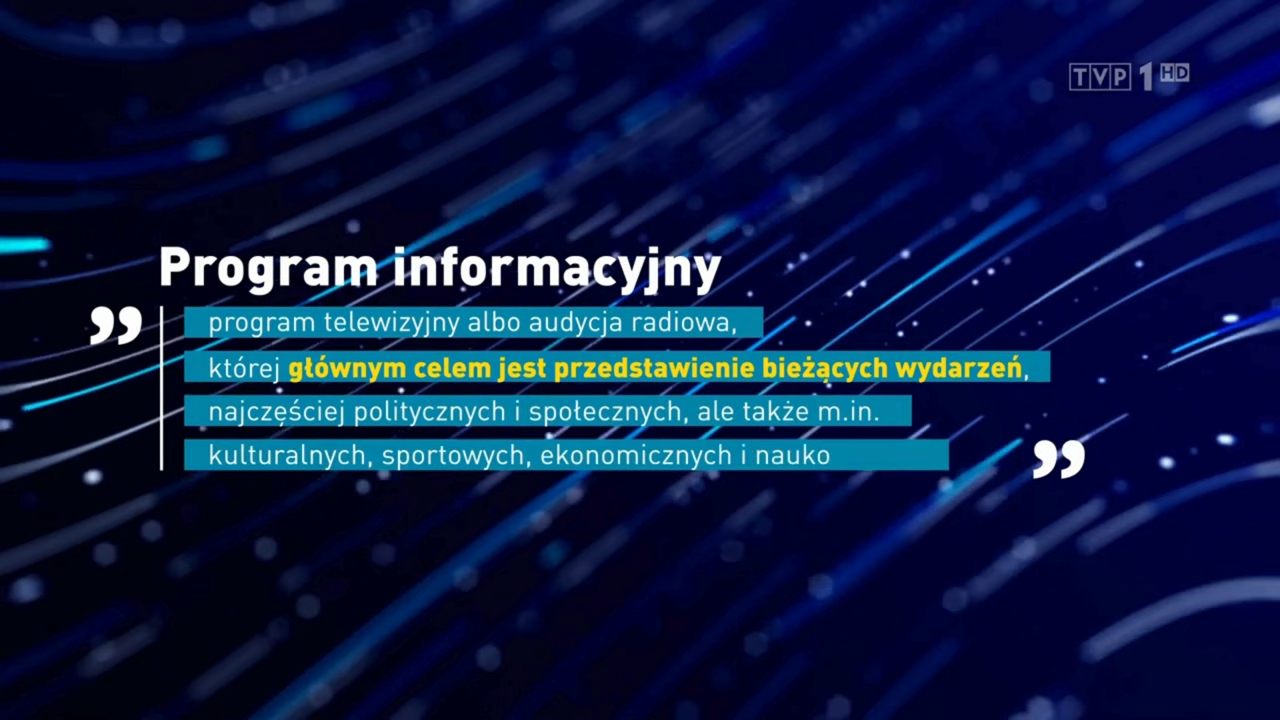 TVP 1 HD
Program informacyjny
program telewizyjny albo audycja radiowa,
której głównym celem jest przedstawienie bieżących wydarzeń,
najczęściej politycznych i społecznych, ale także m.in.
kulturalnych, sportowych, ekonomicznych i nauko